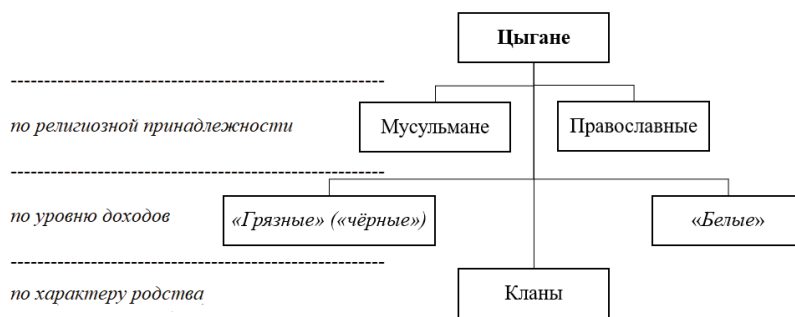 Цыгане
по религиозной принадлежности
Мусульмане
Православные
по уровню доходов
«Грязные» («чёрные»)
«Белые»
по характеру родства
Кланы